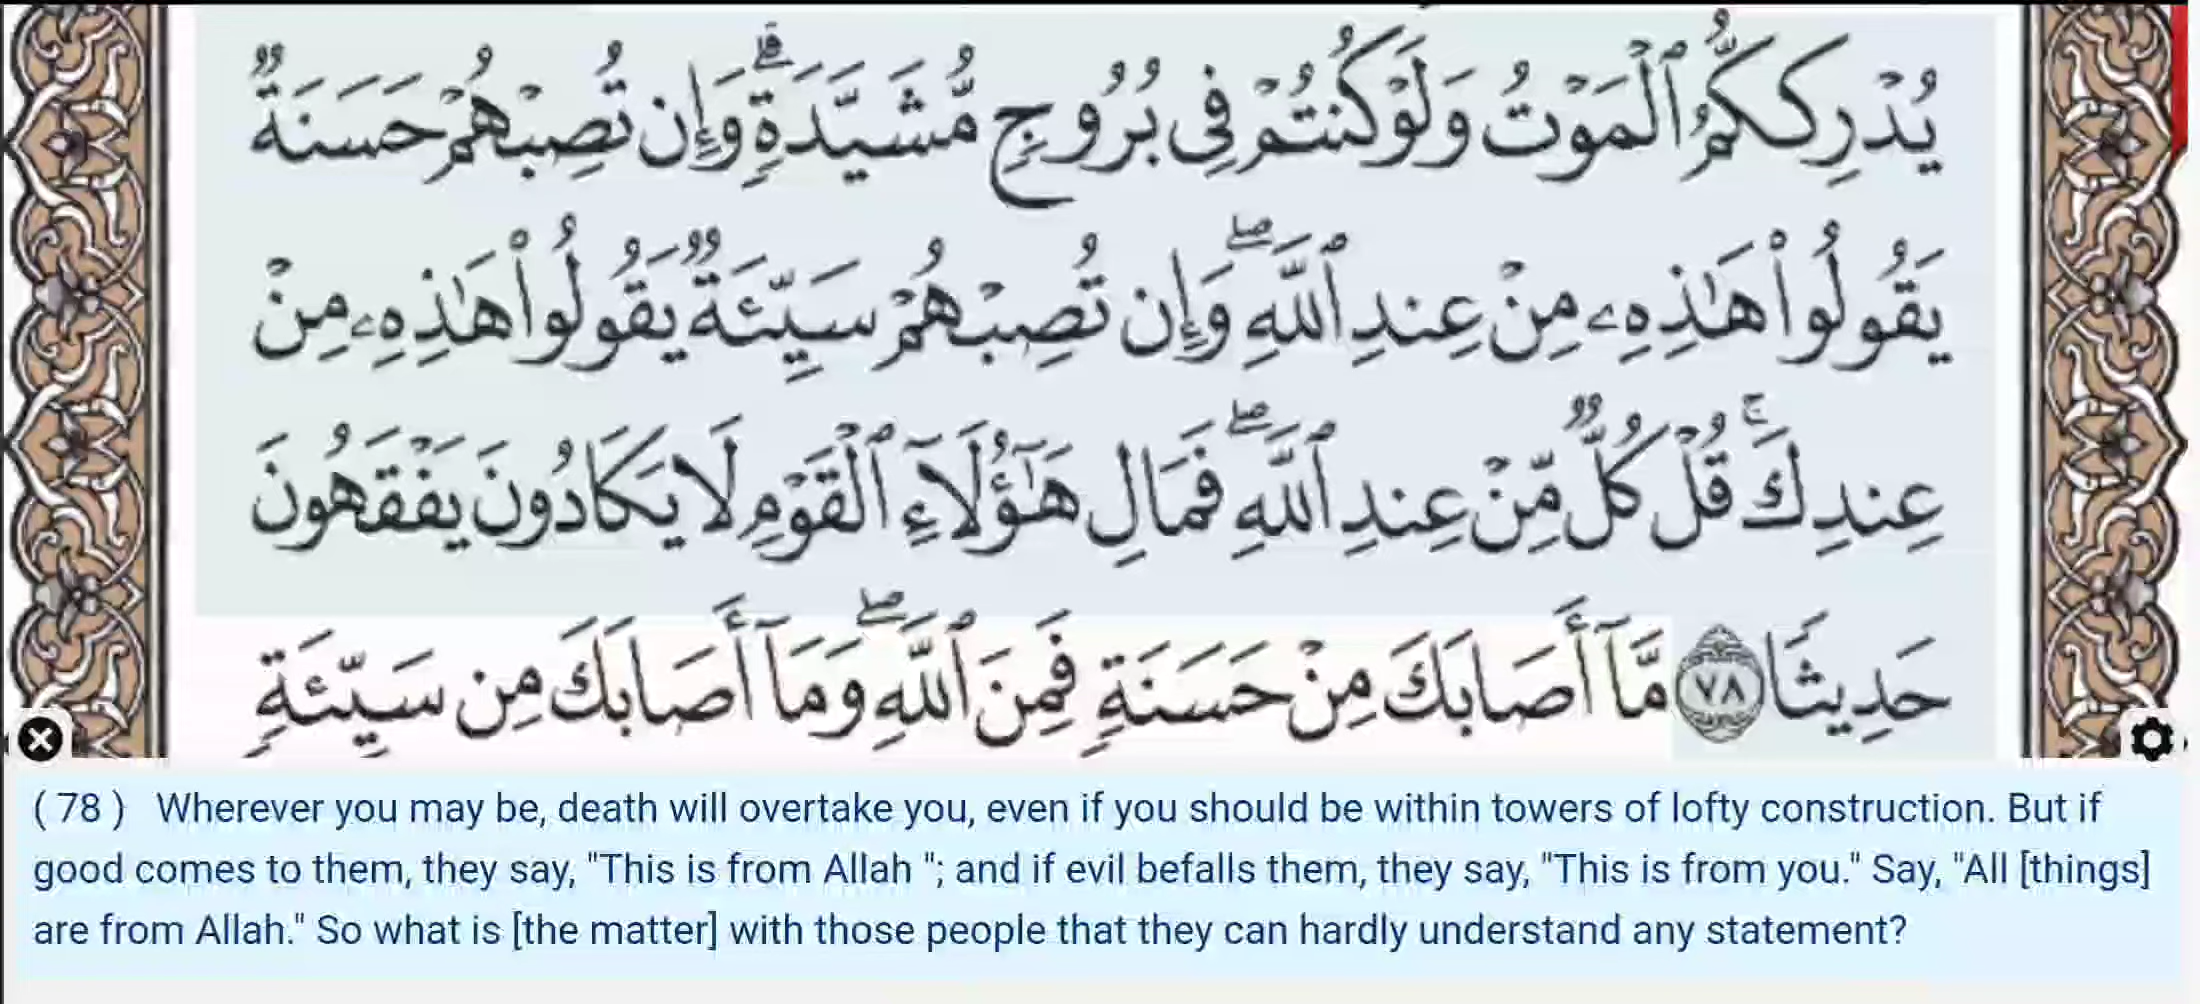 يُدْرِككُّمُ ٱلْمَوْتُ وَلَوْ كُنتُمْ فِى بُرُوجٍ مُّشَيَّدَةٍ ۗ وَإِن تُصِبْهُمْ حَسَنَةٌ
يَقُولُوا۟ هَـٰذِهِۦ مِنْ عِندِ ٱللَّهِ ۖ وَإِن تُصِبْهُمْ سَيِّئَةٌ يَقُولُوا۟ هَـٰذِهِۦ مِنْ
عِندِكَ ۚ قُلْ كُلٌّ مِّنْ عِندِ ٱللَّهِ ۖ فَمَالِ هَـٰٓؤُلَآءِ ٱلْقَوْمِ لَا يَكَادُونَ يَفْقَهُونَ
حَدِيثًا ٧٨ مَّآ أَصَابَكَ مِنْ حَسَنَةٍ فَمِنَ ٱللَّهِ ۖ وَمَآ أَصَابَكَ مِن سَيِّئَةٍ
( 78 ) Wherever you may be, death will overtake you, even if you should be within towers of lofty construction. But if
good comes to them, they say, "This is from Allah "; and if evil befalls them, they say, "This is from you." Say, "All [things]
are from Allah." So what is [the matter] with those people that they can hardly understand any statement?